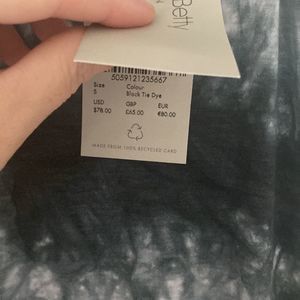 Betty
5059121235667
Size Colour
S Black Tie Dye
USD GBP EUR
$78.00 £65.00 €80.00
MADE FROM 100% RECYCLED CARD